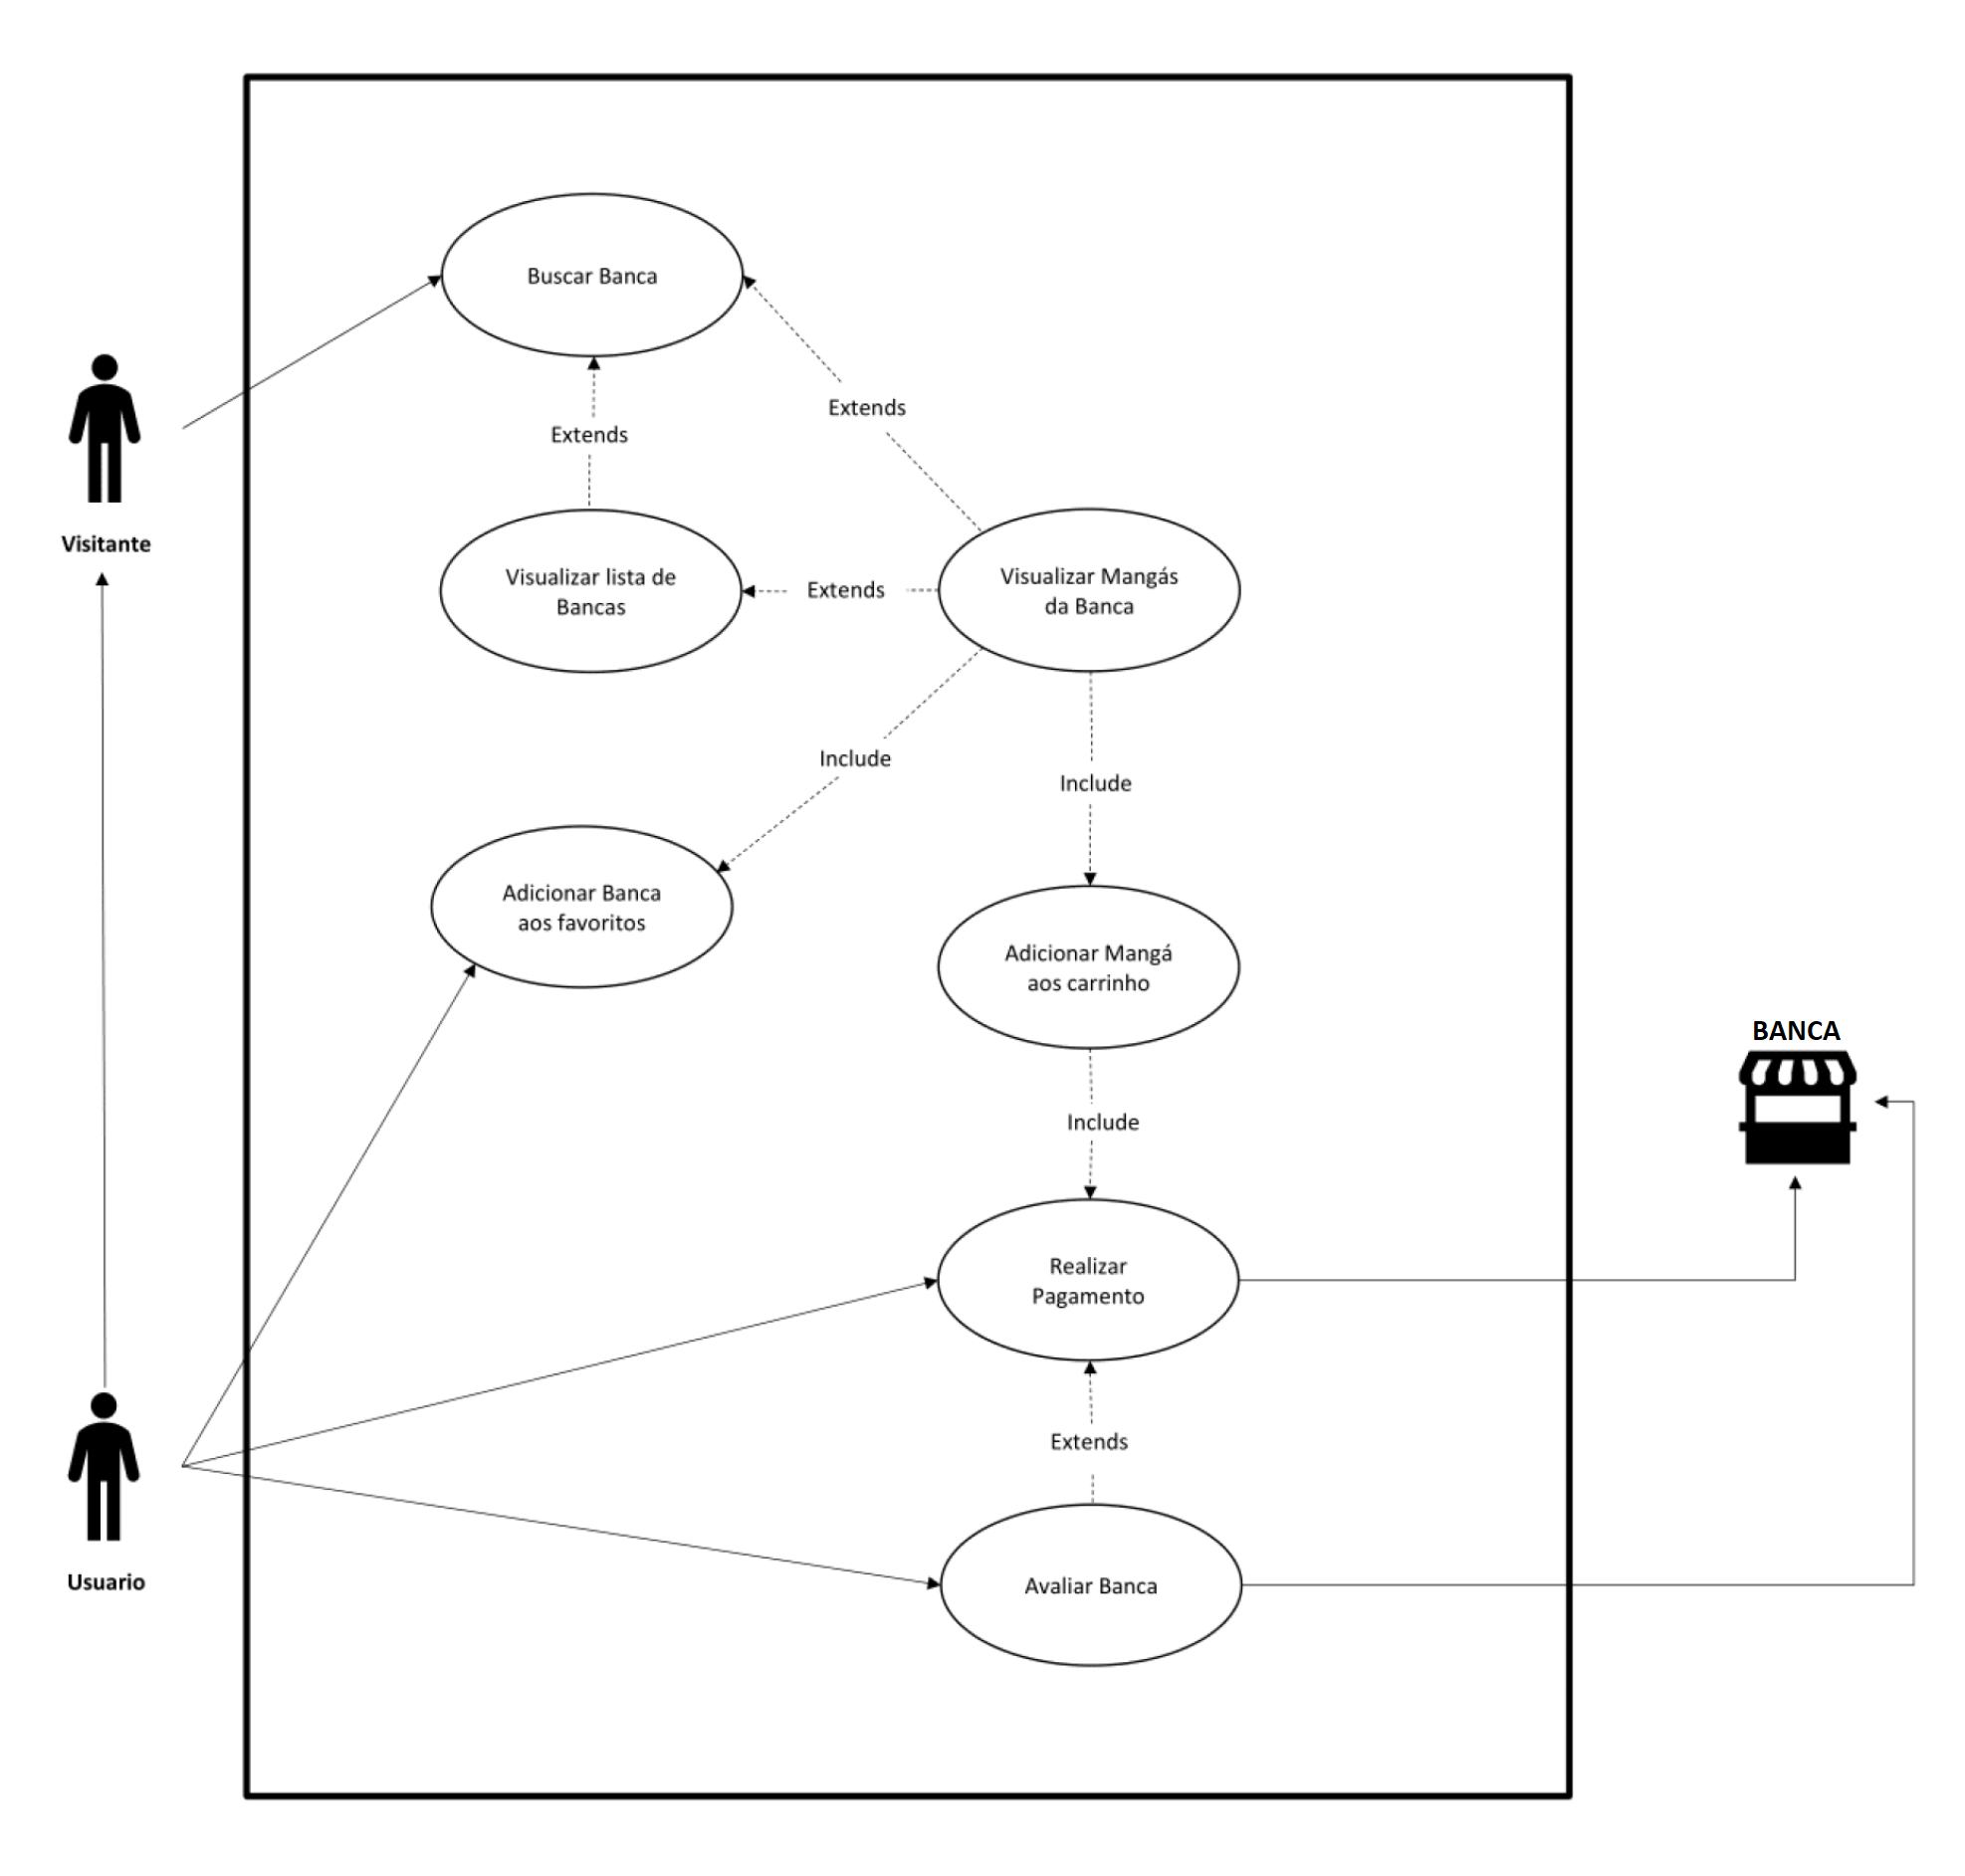 Buscar Banca
Extends
Extends
Visitante
Visualizar lista de
Bancas
Extends
Visualizar Mangás
da Banca
Include
Include
Adicionar Banca
aos favoritos
Adicionar Mangá
aos carrinho
BANCA
Include
Realizar
Pagamento
Extends
Usuario
Avaliar Banca